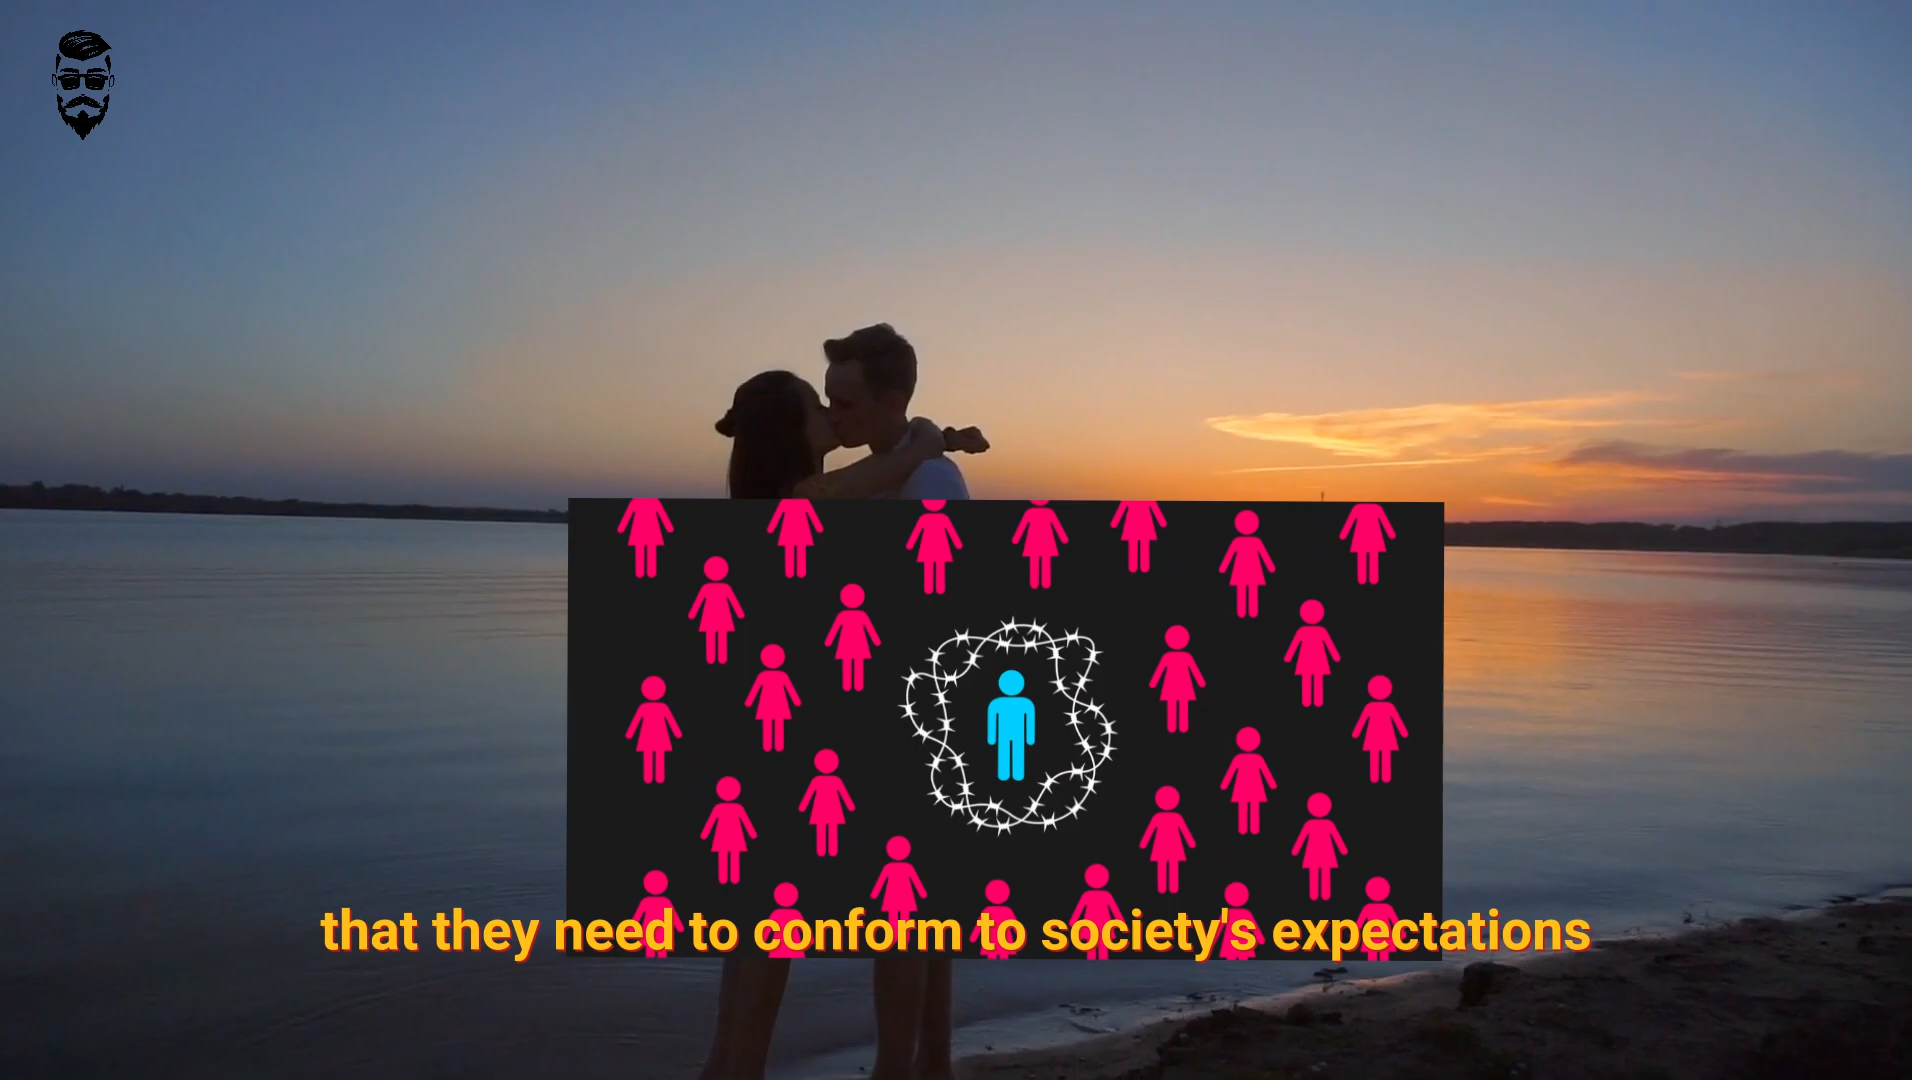 that they need to conform to society's expectations